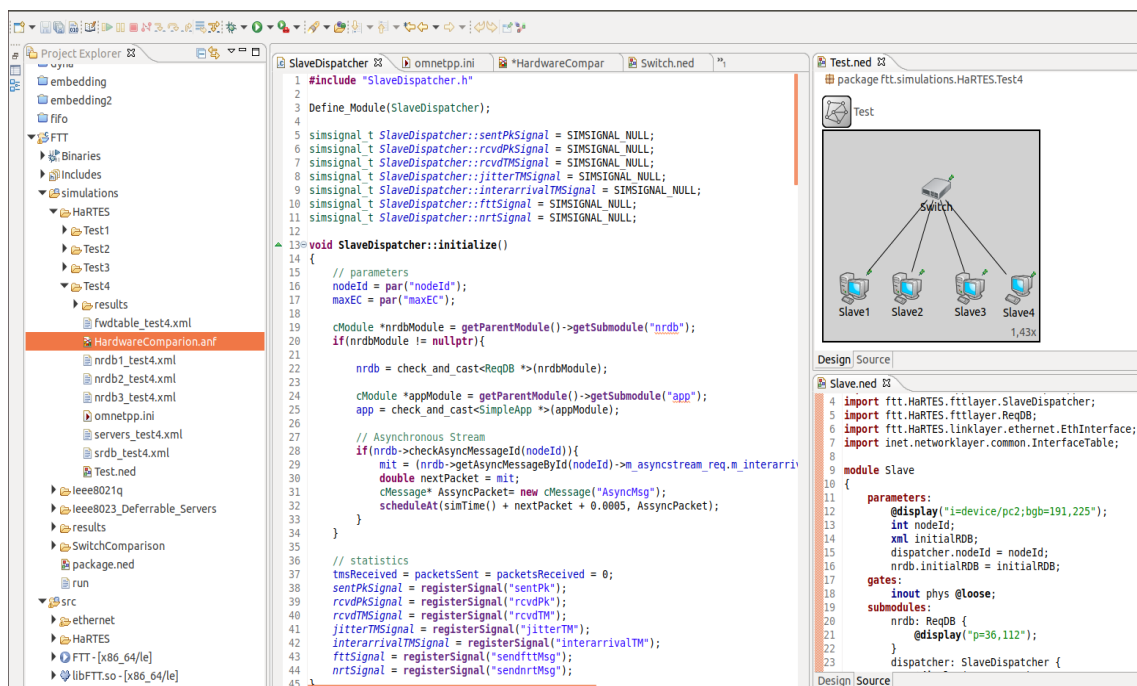 Project Explorer
dyna
embedding
embedding2
fifo
FTT
Binaries
Includes
simulations
HaRTES
Test1
Test2
Test3
Test4
results
fwdtable_test4.xml
HardwareComparion.anf
nrdb1_test4.xml
nrdb2_test4.xml
nrdb3_test4.xml
omnetpp.ini
servers_test4.xml
srdb_test4.xml
Test.ned
Ieee8021q
Ieee8023_Deferrable_Servers
results
SwitchComparison
package.ned
run
src
ethernet
HaRTES
FTT - [x86_64/le]
libFTT.so - [x86_64/le]
SlaveDispatcher omnetpp.ini *HardwareCompar Switch.ned »1
1 #include "SlaveDispatcher.h"
2
3 Define_Module(SlaveDispatcher);
4
5 simsignal_t SlaveDispatcher::sentPkSignal = SIMSIGNAL_NULL;
6 simsignal_t SlaveDispatcher::rcvdPkSignal = SIMSIGNAL_NULL;
7 simsignal_t SlaveDispatcher::rcvdTMSignal = SIMSIGNAL_NULL;
8 simsignal_t SlaveDispatcher::jitterTMSignal = SIMSIGNAL_NULL;
9 simsignal_t SlaveDispatcher::interarrivalTMSignal = SIMSIGNAL_NULL;
10 simsignal_t SlaveDispatcher::fttSignal = SIMSIGNAL_NULL;
11 simsignal_t SlaveDispatcher::nrtSignal = SIMSIGNAL_NULL;
12
13 void SlaveDispatcher::initialize()
14 {
15 // parameters
16 nodeId = par("nodeId");
17 maxEC = par("maxEC");
18
19 cModule *nrdbModule = getParentModule()->getSubmodule("nrdb");
20 if(nrdbModule != nullptr){
21
22 nrdb = check_and_cast<ReqDB *>(nrdbModule);
23
24 cModule *appModule = getParentModule()->getSubmodule("app");
25 app = check_and_cast<SimpleApp *>(appModule);
26
27 // Asynchronous Stream
28 if(nrdb->checkAsyncMessageId(nodeId)){
29 mit = (nrdb->getAsyncMessageById(nodeId)->m_asyncstream_req.m_interarriv
30 double nextPacket = mit;
31 cMessage* AssyncPacket= new cMessage("AsyncMsg");
32 scheduleAt(simTime() + nextPacket + 0.0005, AssyncPacket);
33 }
34 }
35
36 // statistics
37 tmsReceived = packetsSent = packetsReceived = 0;
38 sentPkSignal = registerSignal("sentPk");
39 rcvdPkSignal = registerSignal("rcvdPk");
40 rcvdTMSignal = registerSignal("rcvdTM");
41 jitterTMSignal = registerSignal("jitterTM");
42 interarrivalTMSignal = registerSignal("interarrivalTM");
43 fttSignal = registerSignal("sendfttMsg");
44 nrtSignal = registerSignal("sendnrtMsg");
45 }
Test.ned
package ftt.simulations.HaRTES.Test4
Test
Switch
Slave1 Slave2 Slave3 Slave4
1,43x
Design Source
Slave.ned
4 import ftt.HaRTES.fttlayer.SlaveDispatcher;
5 import ftt.HaRTES.fttlayer.ReqDB;
6 import ftt.HaRTES.linklayer.ethernet.EthInterface;
7 import inet.networklayer.common.InterfaceTable;
8
9 module Slave
10 {
11 parameters:
12 @display("i=device/pc2;bgb=191,225");
13 int nodeId;
14 xml initialRDB;
15 dispatcher.nodeId = nodeId;
16 nrdb.initialRDB = initialRDB;
17 gates:
18 inout phys @loose;
19 submodules:
20 nrdb: ReqDB {
21 @display("p=36,112");
22 }
23 dispatcher: SlaveDispatcher {
Design Source